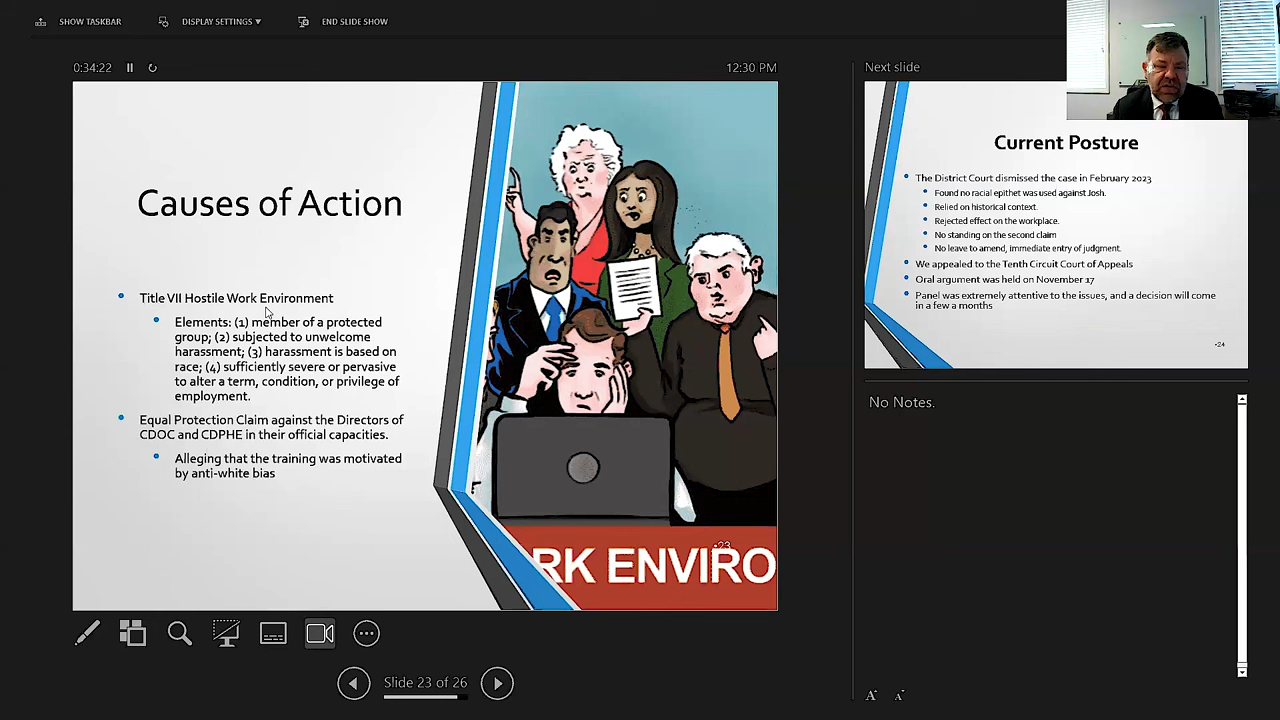 SHOW TASKBAR
DISPLAY SETTINGS ▼
END SLIDE SHOW
0:34:22
12:30 PM
Causes of Action
Title VII Hostile Work Environment
Elements: (1) member of a protected
group; (2) subjected to unwelcome
harassment; (3) harassment is based on
race; (4) sufficiently severe or pervasive
to alter a term, condition, or privilege of
employment.
Equal Protection Claim against the Directors of
CDOC and CDPHE in their official capacities.
Alleging that the training was motivated
by anti-white bias
23
RK ENVIRO
Slide 23 of 26
Next slide
Current Posture
The District Court dismissed the case in February 2023
Found no racial epithet was used against Josh.
Relied on historical context.
Rejected effect on the workplace.
No standing on the second claim
No leave to amend, immediate entry of judgment.
We appealed to the Tenth Circuit Court of Appeals
Oral argument was held on November 17
Panel was extremely attentive to the issues, and a decision will come
in a few months
24
No Notes.
A
A